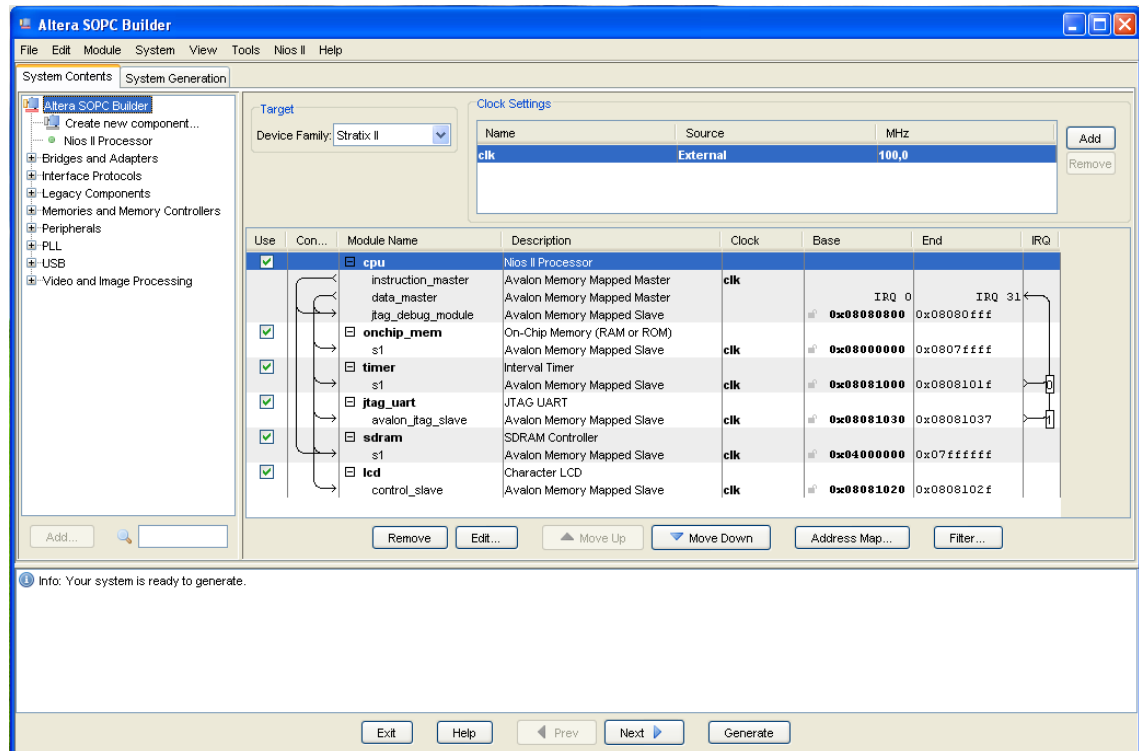 Altera SOPC Builder
File Edit Module System View Tools Nios II Help
System Contents System Generation
Altera SOPC Builder
Create new component...
Nios II Processor
Bridges and Adapters
Interface Protocols
Legacy Components
Memories and Memory Controllers
Peripherals
PLL
USB
Video and Image Processing
Add...
Target
Device Family: Stratix II
Clock Settings
Name Source MHz
clk External 100,0
Add
Remove
Use Con... Module Name Description Clock Base End IRQ
cpu Nios II Processor
instruction_master Avalon Memory Mapped Master clk
data_master Avalon Memory Mapped Master IRQ 0 IRQ 31
jtag_debug_module Avalon Memory Mapped Slave 0x08080800 0x08080fff
onchip_mem On-Chip Memory (RAM or ROM)
s1 Avalon Memory Mapped Slave clk 0x08000000 0x0807ffff
timer Interval Timer
s1 Avalon Memory Mapped Slave clk 0x08081000 0x0808101f 0
jtag_uart JTAG UART
avalon_jtag_slave Avalon Memory Mapped Slave clk 0x08081030 0x08081037 1
sdram SDRAM Controller
s1 Avalon Memory Mapped Slave clk 0x04000000 0x07ffffff
lcd Character LCD
control_slave Avalon Memory Mapped Slave clk 0x08081020 0x0808102f
Remove Edit... Move Up Move Down Address Map... Filter...
Info: Your system is ready to generate.
Exit Help Prev Next Generate